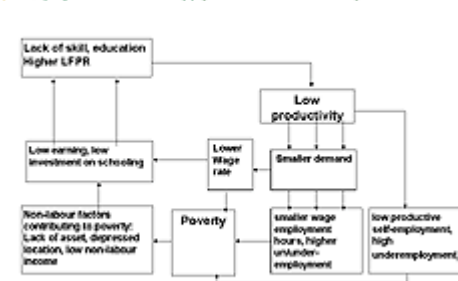 Lack of skill, education
Higher LFPR
Low
productivity
Low earning, low
investment on schooling
Lower
Wage
rate
Smaller demand
Non-labour factors
contributing to poverty:
Lack of asset, depressed
location, low non-labour
income
Poverty
smaller wage
employment
hours, higher
un/under-
employment
low productive
self-employment,
high
underemployment,